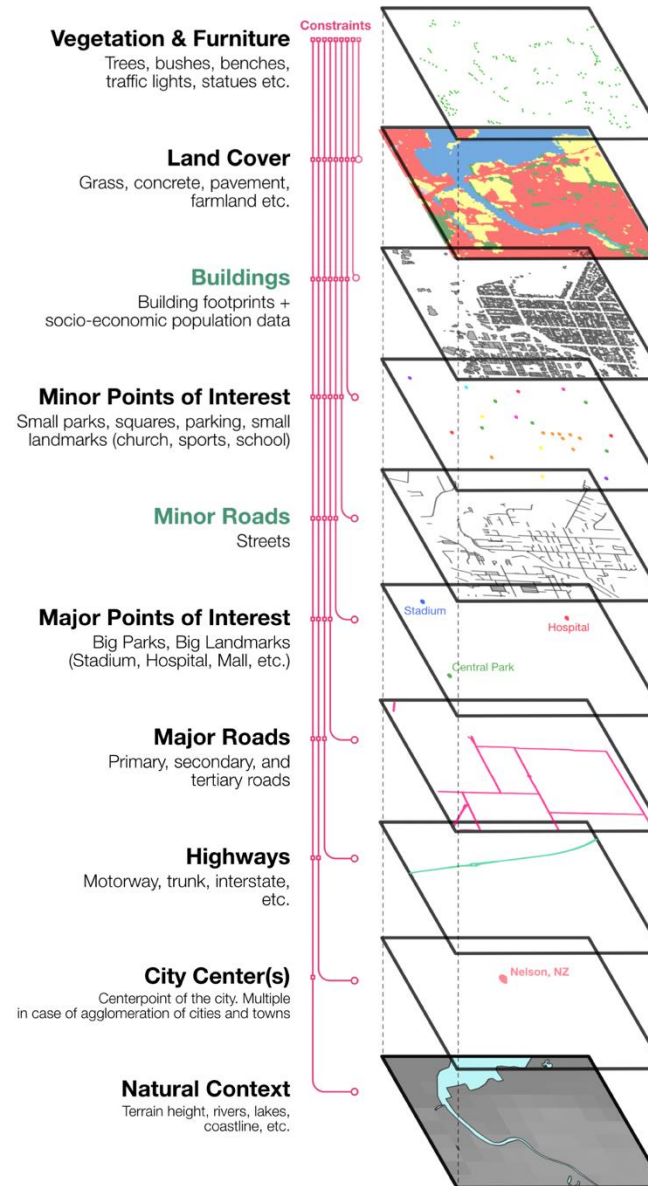 Constraints
Vegetation & Furniture
Trees, bushes, benches,
traffic lights, statues etc.
Land Cover
Grass, concrete, pavement,
farmland etc.
Buildings
Building footprints +
socio-economic population data
Minor Points of Interest
Small parks, squares, parking, small
landmarks (church, sports, school)
Minor Roads
Streets
Major Points of Interest
Big Parks, Big Landmarks
(Stadium, Hospital, Mall, etc.)
Stadium
Hospital
Central Park
Major Roads
Primary, secondary, and
tertiary roads
Highways
Motorway, trunk, interstate,
etc.
City Center(s)
Centerpoint of the city. Multiple
in case of agglomeration of cities and towns
Nelson, NZ
Natural Context
Terrain height, rivers, lakes,
coastline, etc.